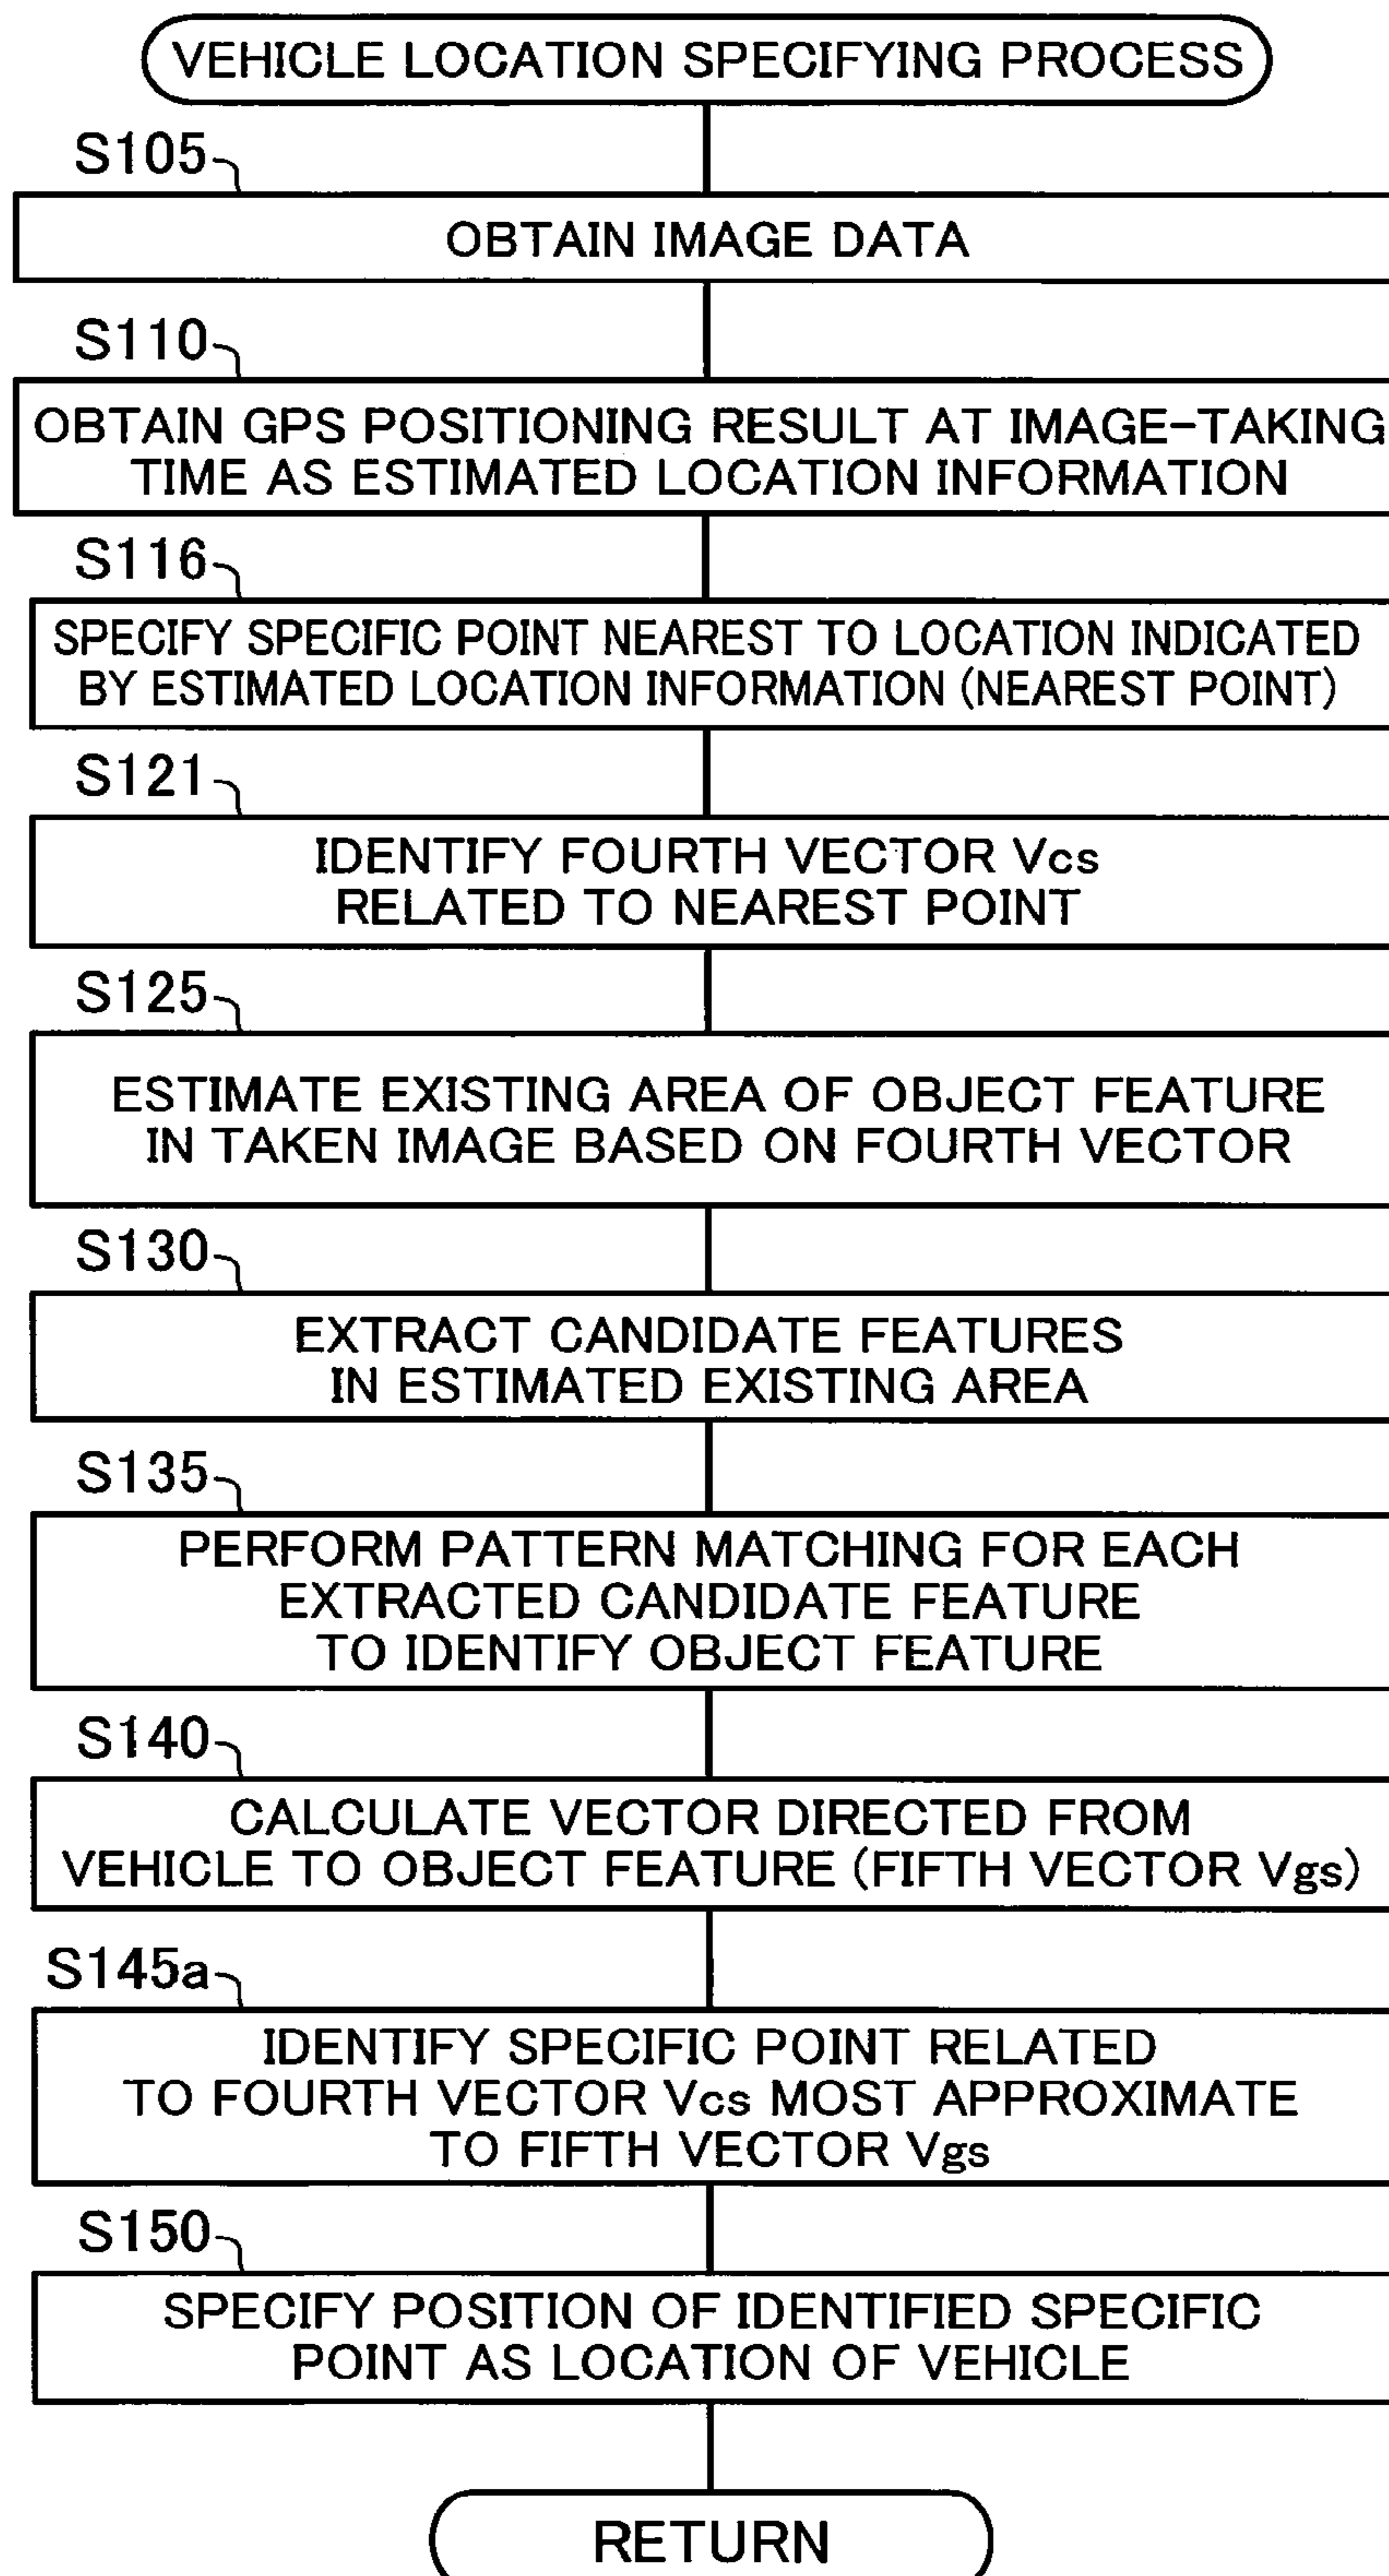 VEHICLE LOCATION SPECIFYING PROCESS
S105
OBTAIN IMAGE DATA
S110
OBTAIN GPS POSITIONING RESULT AT IMAGE-TAKING
TIME AS ESTIMATED LOCATION INFORMATION
S116
SPECIFY SPECIFIC POINT NEAREST TO LOCATION INDICATED
BY ESTIMATED LOCATION INFORMATION (NEAREST POINT)
S121
IDENTIFY FOURTH VECTOR Vcs
RELATED TO NEAREST POINT
S125
ESTIMATE EXISTING AREA OF OBJECT FEATURE
IN TAKEN IMAGE BASED ON FOURTH VECTOR
S130
EXTRACT CANDIDATE FEATURES
IN ESTIMATED EXISTING AREA
S135
PERFORM PATTERN MATCHING FOR EACH
EXTRACTED CANDIDATE FEATURE
TO IDENTIFY OBJECT FEATURE
S140
CALCULATE VECTOR DIRECTED FROM
VEHICLE TO OBJECT FEATURE (FIFTH VECTOR Vgs)
S145a
IDENTIFY SPECIFIC POINT RELATED
TO FOURTH VECTOR Vcs MOST APPROXIMATE
TO FIFTH VECTOR Vgs
S150
SPECIFY POSITION OF IDENTIFIED SPECIFIC
POINT AS LOCATION OF VEHICLE
RETURN